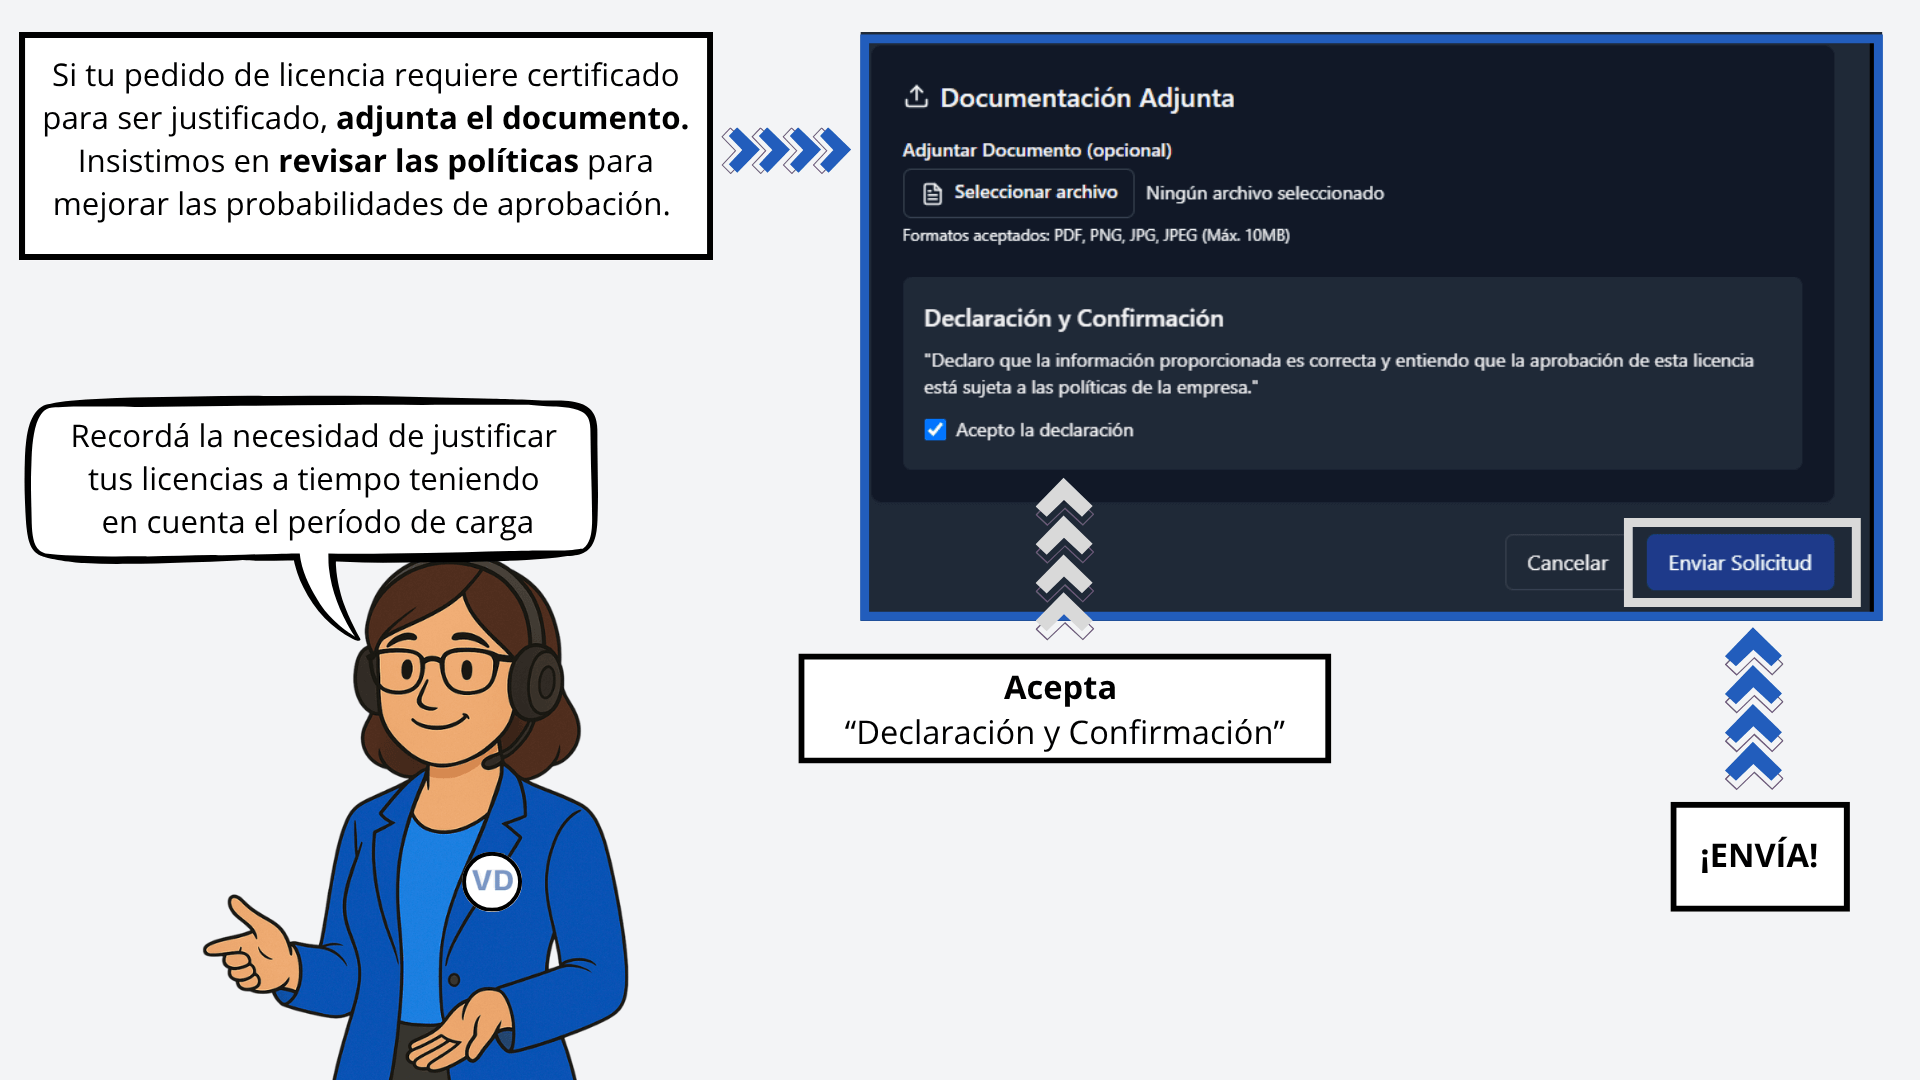 Si tu pedido de licencia requiere certificado
para ser justificado, adjunta el documento.
Insistimos en revisar las políticas para
mejorar las probabilidades de aprobación.
Documentación Adjunta
Adjuntar Documento (opcional)
Seleccionar archivo Ningún archivo seleccionado
Formatos aceptados: PDF, PNG, JPG, JPEG (Máx. 10MB)
Declaración y Confirmación
"Declaro que la información proporcionada es correcta y entiendo que la aprobación de esta licencia
está sujeta a las políticas de la empresa."
Acepto la declaración
Cancelar Enviar Solicitud
Recordá la necesidad de justificar
tus licencias a tiempo teniendo
en cuenta el período de carga
Acepta
“Declaración y Confirmación”
¡ENVÍA!
VD